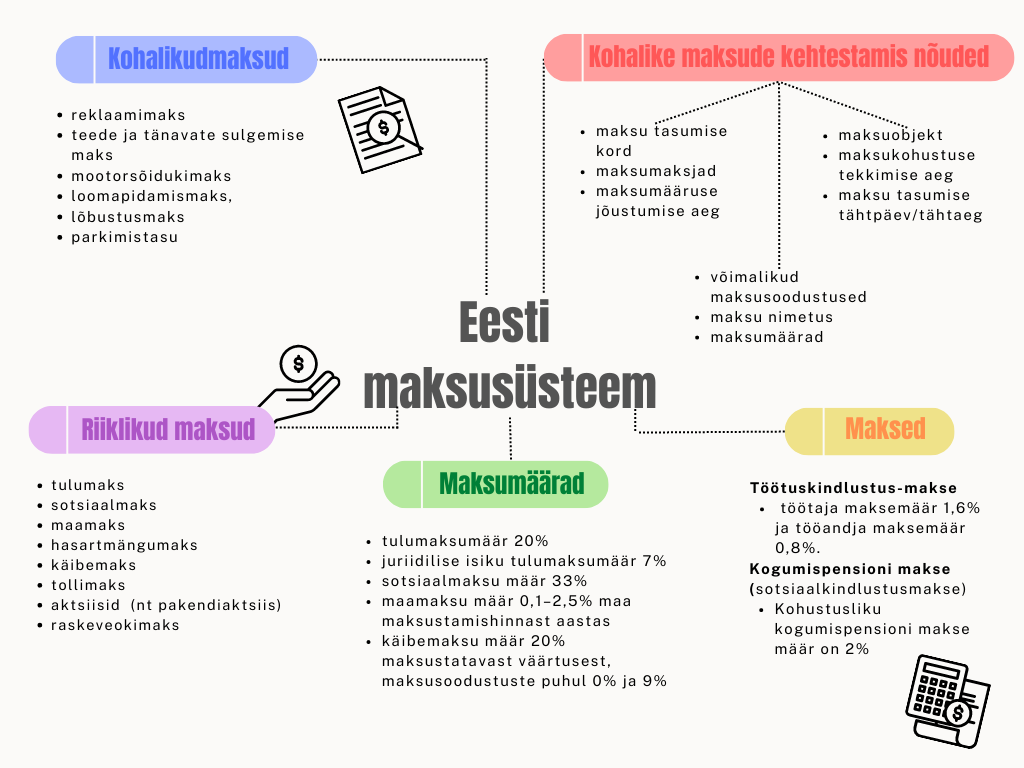 Kohalikudmaksud
• reklaamimaks
• teede ja tänavate sulgemise
maks
• mootorsõidukimaks
• loomapidamismaks,
• lõbustusmaks
• parkimistasu
Kohalike maksude kehtestamis nõuded
• maksu tasumise
kord
• maksumaksjad
• maksumääruse
jõustumise aeg
• maksuobjekt
• maksukohustuse
tekkimise aeg
• maksu tasumise
tähtpäev/tähtaeg
• võimalikud
maksusoodustused
• maksu nimetus
• maksumäärad
Eesti
maksusüsteem
Riiklikud maksud
• tulumaks
• sotsiaalmaks
• maamaks
• hasartmängumaks
• käibemaks
• tollimaks
• aktsiisid (nt pakendiaktsiis)
• raskeveokimaks
Maksumäärad
• tulumaksumäär 20%
• juriidilise isiku tulumaksumäär 7%
• sotsiaalmaksu määr 33%
• maamaksu määr 0,1–2,5% maa
maksustamishinnast aastas
• käibemaksu määr 20%
maksustatavast väärtusest,
maksusoodustuste puhul 0% ja 9%
Maksed
Töötuskindlustus-makse
• töötaja maksemäär 1,6%
ja tööandja maksemäär
0,8%.
Kogumispensioni makse
(sotsiaalkindlustusmakse)
• Kohustusliku
kogumispensioni makse
määr on 2%
$
$
$